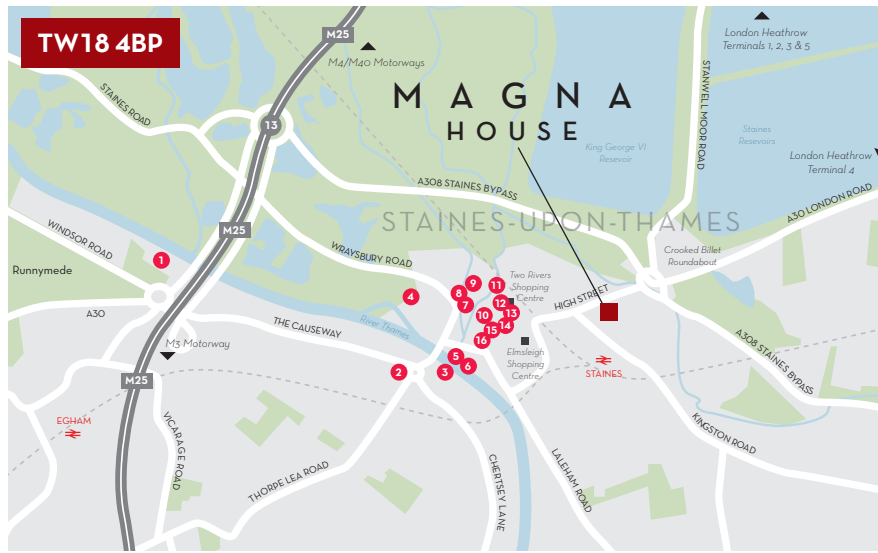 TW18 4BP
M25
M4/M40 Motorways
London Heathrow
Terminals 1, 2, 3 & 5
MAGNA
HOUSE
STAINES ROAD
13
STANWELL MOOR ROAD
King George VI
Resevoir
Staines
Resevoirs
London Heathrow
Terminal 4
A308 STAINES BYPASS
A30 LONDON ROAD
STAINES-UPON-THAMES
WINDSOR ROAD
M25
WRAYSBURY ROAD
Crooked Billet
Roundabout
1
Runnymede
Two Rivers
Shopping
Centre
9
11
8
4
7
12
13
10
14
15
16
HIGH STREET
A30
THE CAUSEWAY
River Thames
M3 Motorway
Elmsleigh
Shopping
Centre
STAINES
A308 STAINES BYPASS
5
6
2
3
M25
EGHAM
VICARAGE ROAD
THORPE LEA ROAD
CHERTSEY LANE
LALEHAM ROAD
KINGSTON ROAD